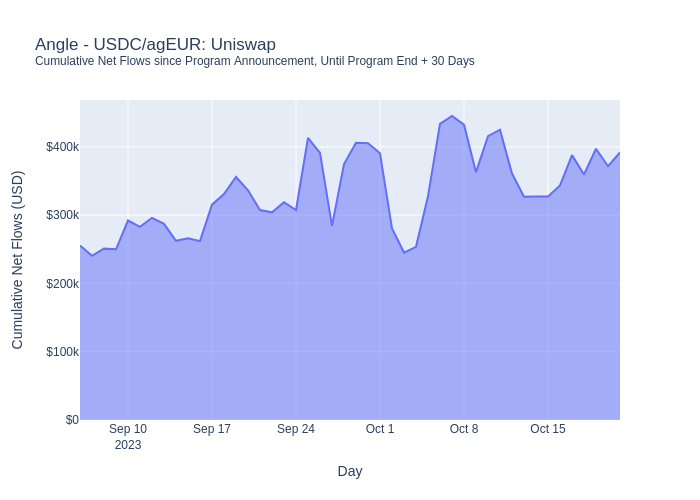 Angle - USDC/agEUR: Uniswap
Cumulative Net Flows since Program Announcement, Until Program End + 30 Days
Cumulative Net Flows (USD)
$400k
$300k
$200k
$100k
$0
Sep 10
2023
Sep 17
Sep 24
Oct 1
Oct 8
Oct 15
Day